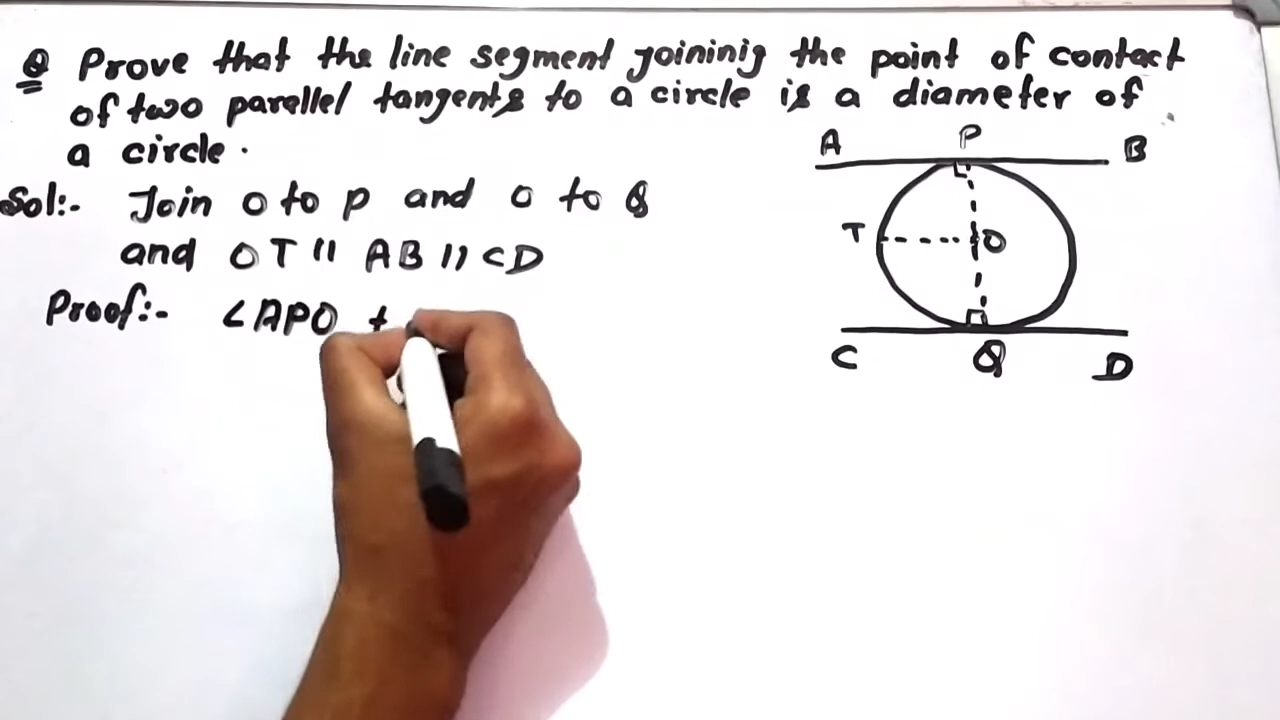 Q Prove that the line segment joininig the point of contact
of two parellel tangents to a circle is a diameter of
a circle.
Sol:- Join O to P and O to Q
and OT || AB || CD
Proof:- <APO +
A P B
T O
C Q D